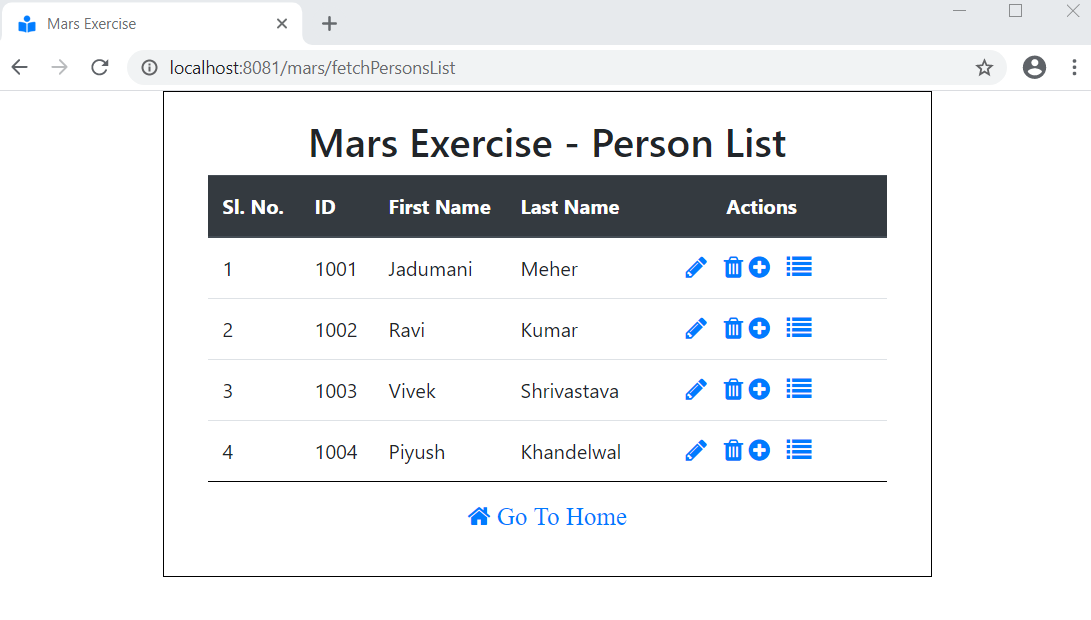 Mars Exercise
localhost:8081/mars/fetchPersonsList
Mars Exercise - Person List
Sl. No. ID First Name Last Name Actions
1 1001 Jadumani Meher
2 1002 Ravi Kumar
3 1003 Vivek Shrivastava
4 1004 Piyush Khandelwal
Go To Home